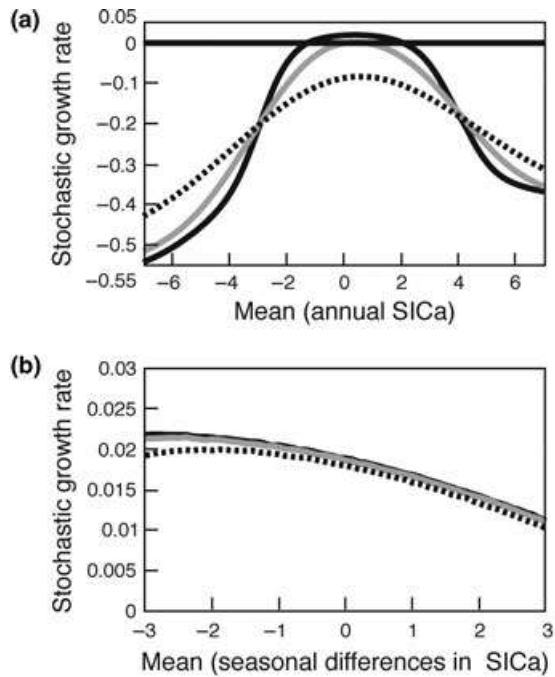 (a)
Stochastic growth rate
0.05
0
−0.1
−0.2
−0.3
−0.4
−0.5
−0.55
−6 −4 −2 0 2 4 6
Mean (annual SICa)
(b)
Stochastic growth rate
0.03
0.025
0.02
0.015
0.01
0.005
0
−3 −2 −1 0 1 2 3
Mean (seasonal differences in SICa)